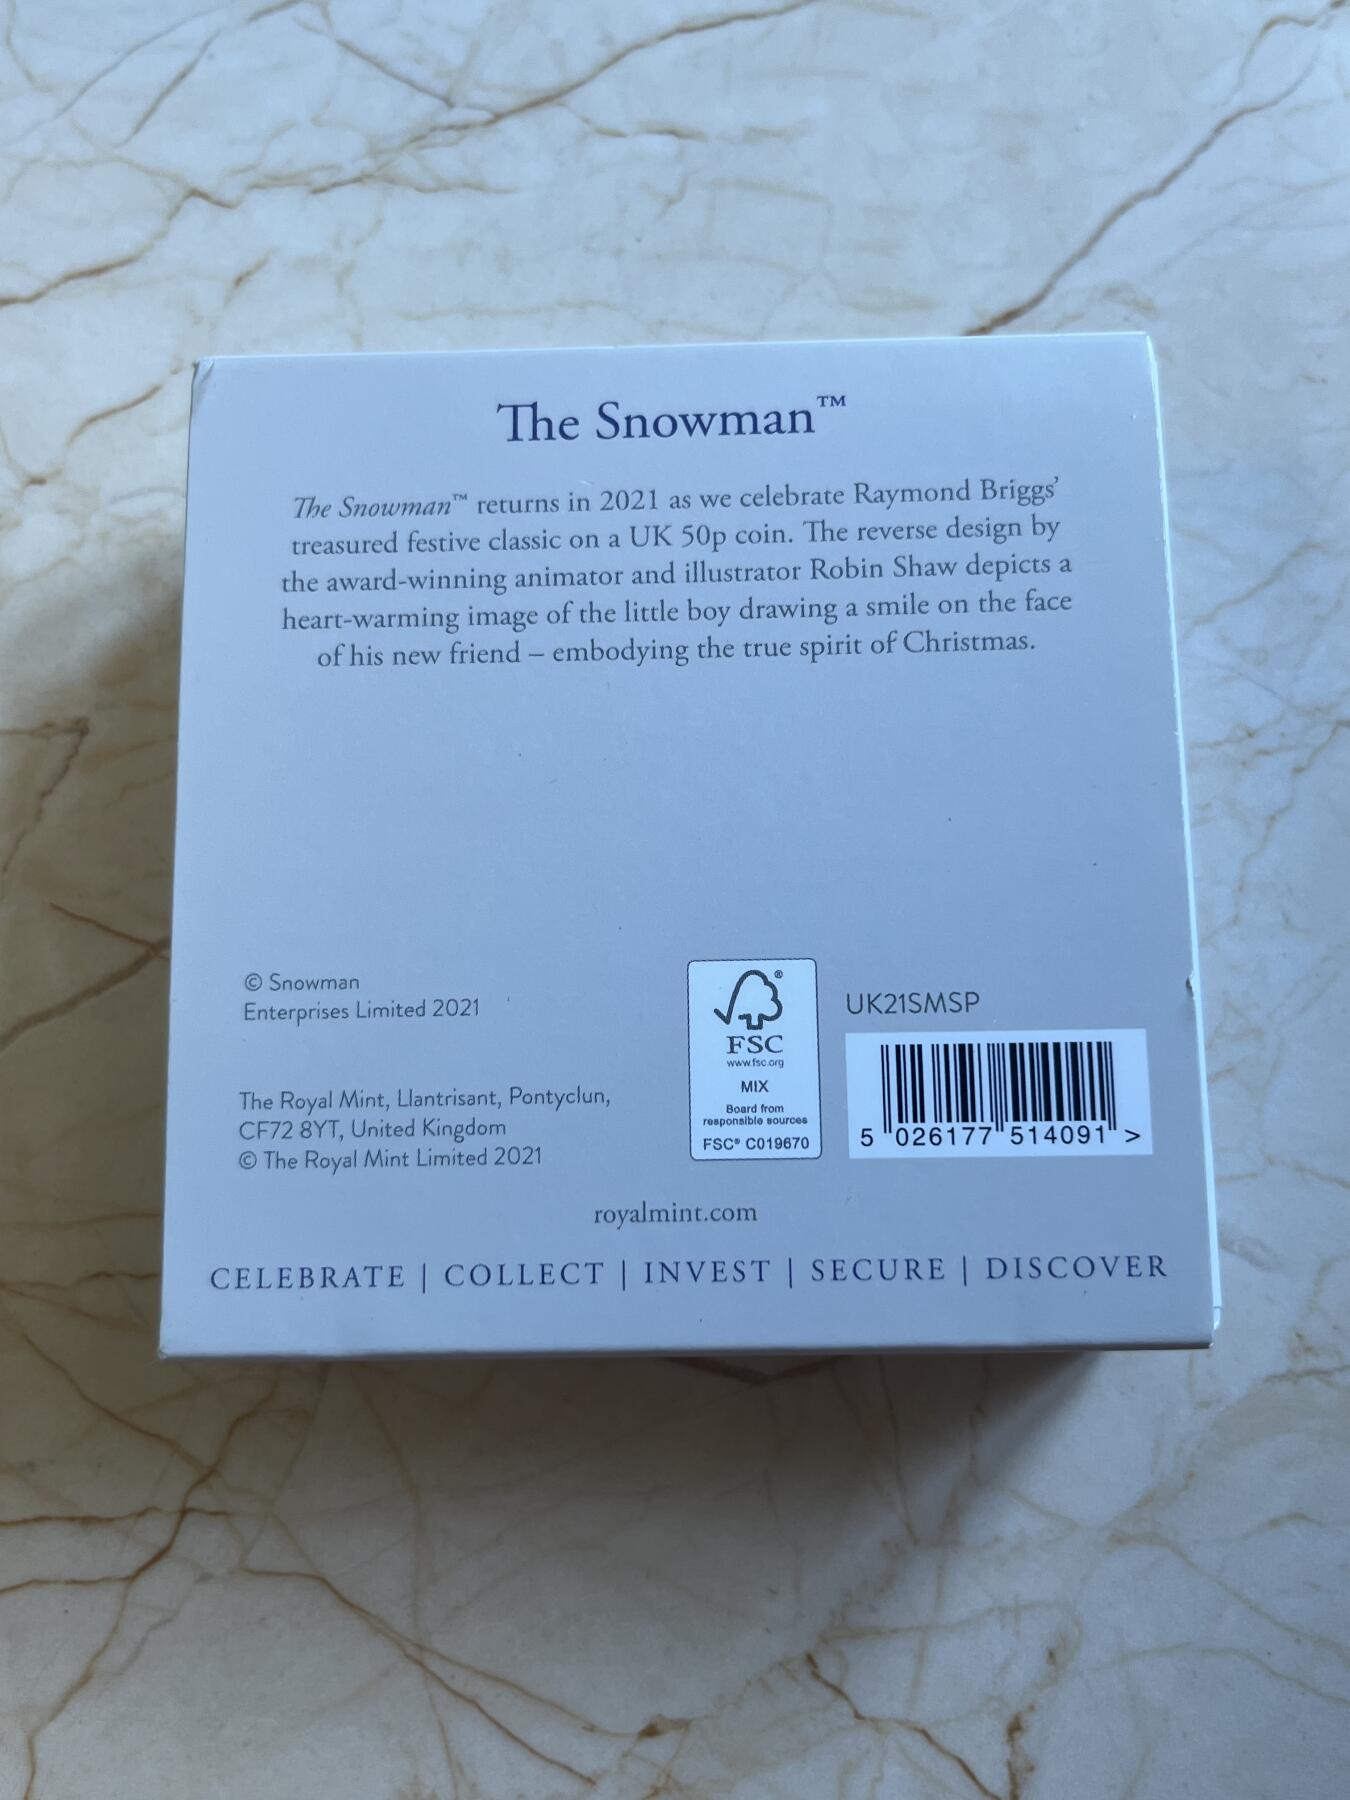 The Snowman™
The Snowman™ returns in 2021 as we celebrate Raymond Briggs’
treasured festive classic on a UK 50p coin. The reverse design by
the award-winning animator and illustrator Robin Shaw depicts a
heart-warming image of the little boy drawing a smile on the face
of his new friend – embodying the true spirit of Christmas.
© Snowman
Enterprises Limited 2021
The Royal Mint, Llantrisant, Pontyclun,
CF72 8YT, United Kingdom
© The Royal Mint Limited 2021
®
FSC
www.fsc.org
MIX
Board from
responsible sources
FSC® C019670
UK21SMSP
5 026177 514091 >
royalmint.com
CELEBRATE | COLLECT | INVEST | SECURE | DISCOVER